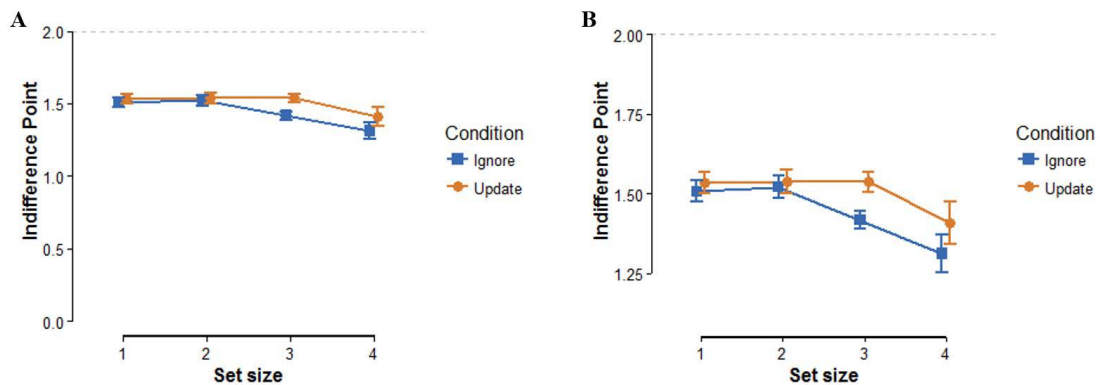 A
2.0
1.5
1.0
0.5
0.0
Indifference Point
1 2 3 4
Set size
Condition
Ignore
Update
B
2.00
1.75
1.50
1.25
Indifference Point
1 2 3 4
Set size
Condition
Ignore
Update